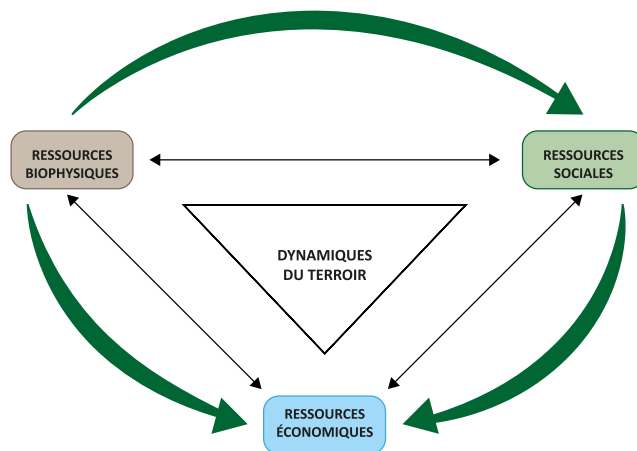 RESSOURCES
BIOPHYSIQUES
RESSOURCES
SOCIALES
DYNAMIQUES
DU TERROIR
RESSOURCES
ÉCONOMIQUES